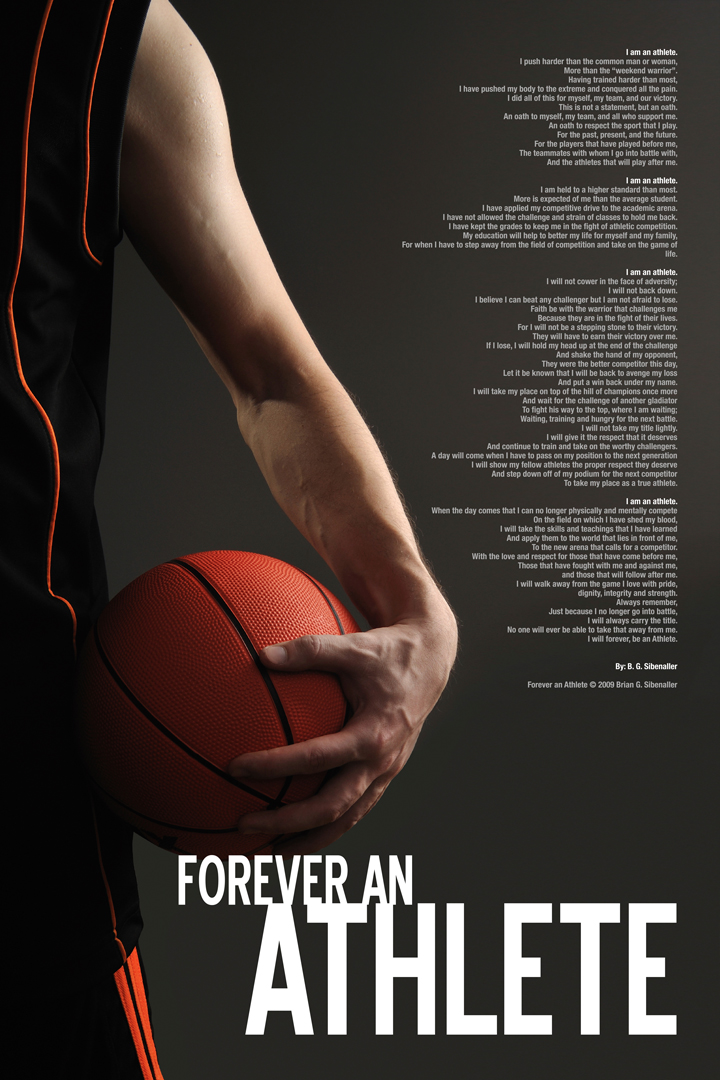 I am an athlete.
I push harder than the common man or woman,
More than the "weekend warrior".
Having trained harder than most,
I have pushed my body to the extreme and conquered all the pain.
I did all of this for myself, my team, and our victory.
This is not a statement, but an oath.
An oath to myself, my team, and all who support me.
An oath to respect the sport that I play.
For the past, present, and the future.
For the players that have played before me,
The teammates with whom I go into battle with,
And the athletes that will play after me.
I am an athlete.
I am held to a higher standard than most.
More is expected of me than the average student.
I have applied my competitive drive to the academic arena.
I have not allowed the challenge and strain of classes to hold me back.
I have kept the grades to keep me in the fight of athletic competition.
My education will help to better my life for myself and my family,
For when I have to step away from the field of competition and take on the game of
life.
I am an athlete.
I will not cower in the face of adversity;
I will not back down.
I believe I can beat any challenger but I am not afraid to lose.
Faith be with the warrior that challenges me
Because they are in the fight of their lives.
For I will not be a stepping stone to their victory.
They will have to earn their victory over me.
If I lose, I will hold my head up at the end of the challenge
And shake the hand of my opponent,
They were the better competitor this day,
Let it be known that I will be back to avenge my loss
And put a win back under my name.
I will take my place on top of the hill of champions once more
And wait for the challenge of another gladiator
To fight his way to the top, where I am waiting;
Waiting, training and hungry for the next battle.
I will not take my title lightly.
I will give it the respect that it deserves
And continue to train and take on the worthy challengers.
A day will come when I have to pass on my position to the next generation
I will show my fellow athletes the proper respect they deserve
And step down off of my podium for the next competitor
To take my place as a true athlete.
I am an athlete.
When the day comes that I can no longer physically and mentally compete
On the field on which I have shed my blood,
I will take the skills and teachings that I have learned
And apply them to the world that lies in front of me,
To the new arena that calls for a competitor.
With the love and respect for those that have come before me,
Those that have fought with me and against me,
and those that will follow after me.
I will walk away from the game I love with pride,
dignity, integrity and strength.
Always remember,
Just because I no longer go into battle,
I will always carry the title.
No one will ever be able to take that away from me.
I will forever, be an Athlete.
By: B. G. Sibenaller
Forever an Athlete © 2009 Brian G. Sibenaller
FOREVER AN
ATHLETE